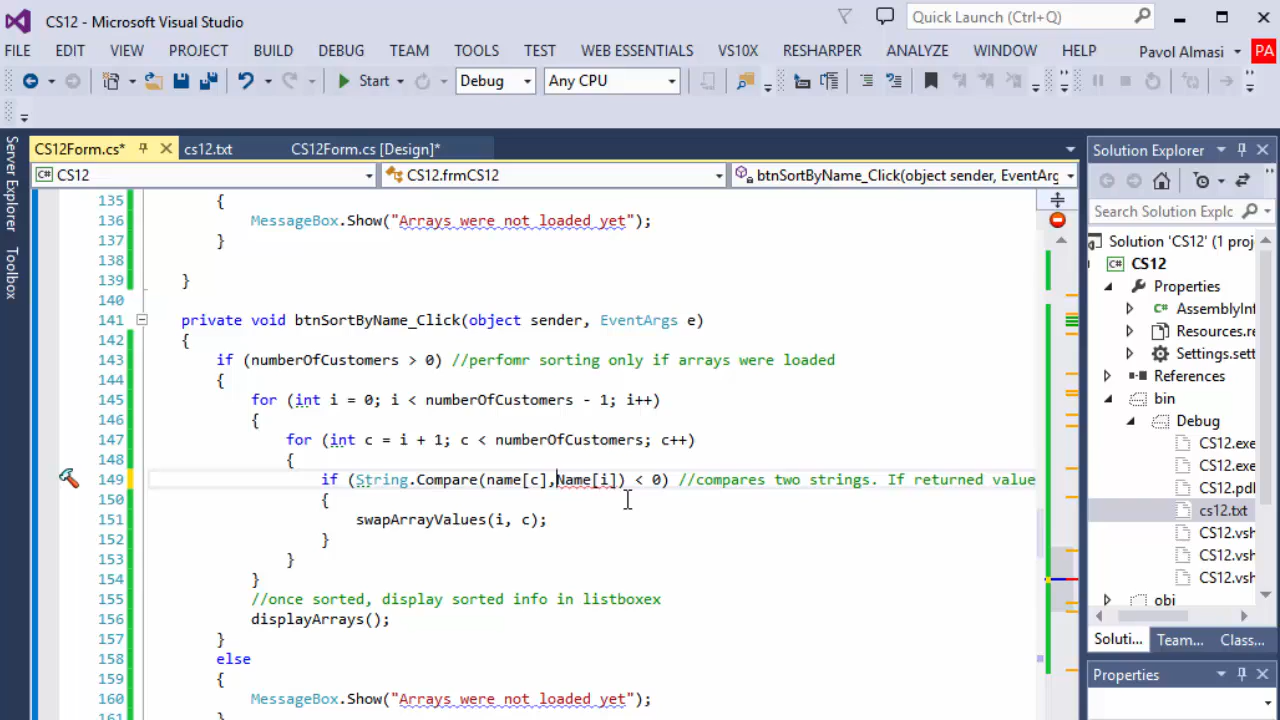 CS12 - Microsoft Visual Studio
Quick Launch (Ctrl+Q)
FILE EDIT VIEW PROJECT BUILD DEBUG TEAM TOOLS TEST WEB ESSENTIALS VS10X RESHARPER ANALYZE WINDOW HELP Pavol Almasi PA
Start Debug Any CPU
CS12Form.cs* cs12.txt CS12Form.cs [Design]*
CS12 CS12.frmCS12 btnSortByName_Click(object sender, EventArg
Server Explorer
Toolbox
135 {
136 MessageBox.Show("Arrays were not loaded yet");
137 }
138
139 }
140
141 private void btnSortByName_Click(object sender, EventArgs e)
142 {
143 if (numberOfCustomers > 0) //perfomr sorting only if arrays were loaded
144 {
145 for (int i = 0; i < numberOfCustomers - 1; i++)
146 {
147 for (int c = i + 1; c < numberOfCustomers; c++)
148 {
149 if (String.Compare(name[c],Name[i]) < 0) //compares two strings. If returned value
150 {
151 swapArrayValues(i, c);
152 }
153 }
154 }
155 //once sorted, display sorted info in listboxex
156 displayArrays();
157 }
158 else
159 {
160 MessageBox.Show("Arrays were not loaded yet");
161 }
Solution Explorer
Search Solution Explc
Solution 'CS12' (1 proj
C# CS12
Properties
C# AssemblyInf
Resources.re
Settings.sett
References
bin
Debug
CS12.exe
CS12.exe
CS12.pdl
cs12.txt
CS12.vsh
CS12.vsh
CS12.vsh
obj
Soluti... Team... Class...
Properties